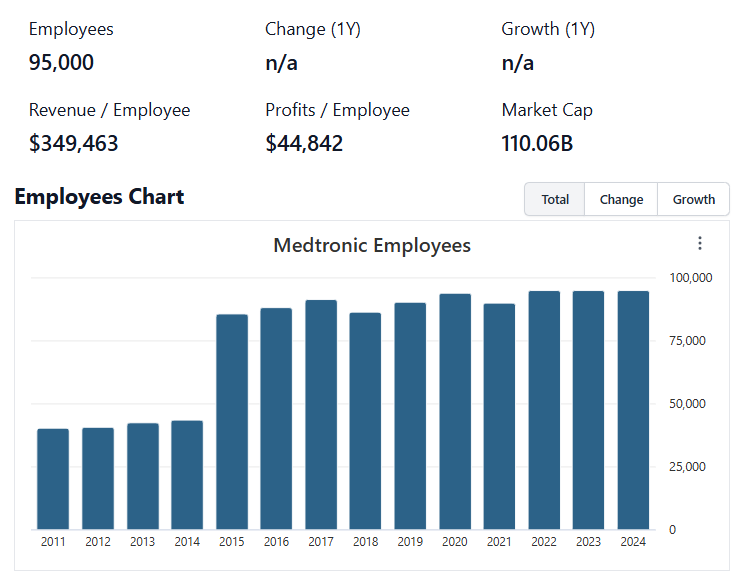 Employees Change (1Y) Growth (1Y)
95,000 n/a n/a
Revenue / Employee Profits / Employee Market Cap
$349,463 $44,842 110.06B
Employees Chart Total Change Growth
Medtronic Employees
100,000
75,000
50,000
25,000
0
2011 2012 2013 2014 2015 2016 2017 2018 2019 2020 2021 2022 2023 2024